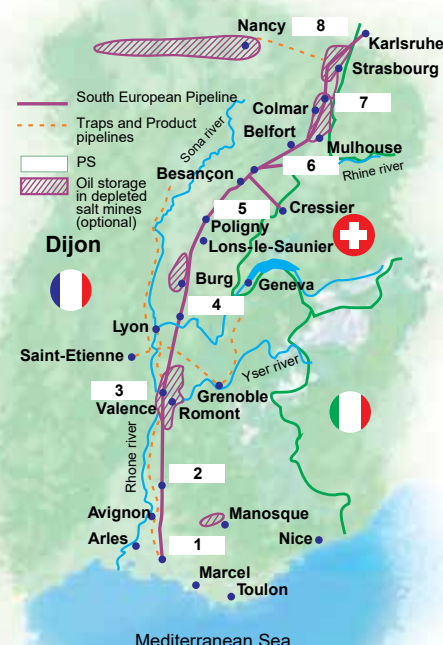 Nancy
8
Karlsruhe
Strasbourg
South European Pipeline
Traps and Product
pipelines
PS
Oil storage
in depleted
salt mines
(optional)
Sona river
Colmar
7
Belfort
Mulhouse
Besançon
6
Rhine river
5
Cressier
Poligny
Dijon
Lons-le-Saunier
Burg
Geneva
4
Lyon
Saint-Etienne
Yser river
3
Grenoble
Valence
Romont
Rhone river
2
Avignon
Manosque
Arles
1
Nice
Marcel
Toulon
Mediterranean Sea